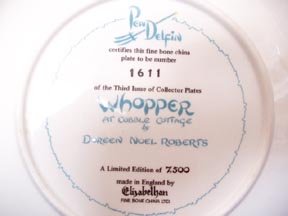 Pen Delfin
certifies this fine bone china
plate to be number
1611
of the Third Issue of Collector Plates
WHOPPER
AT COBBLE COTTAGE
by
DOREEN NOEL ROBERTS
A Limited Edition of 7,500
made in England by
Elizabethan
FINE BONE CHINA LTD